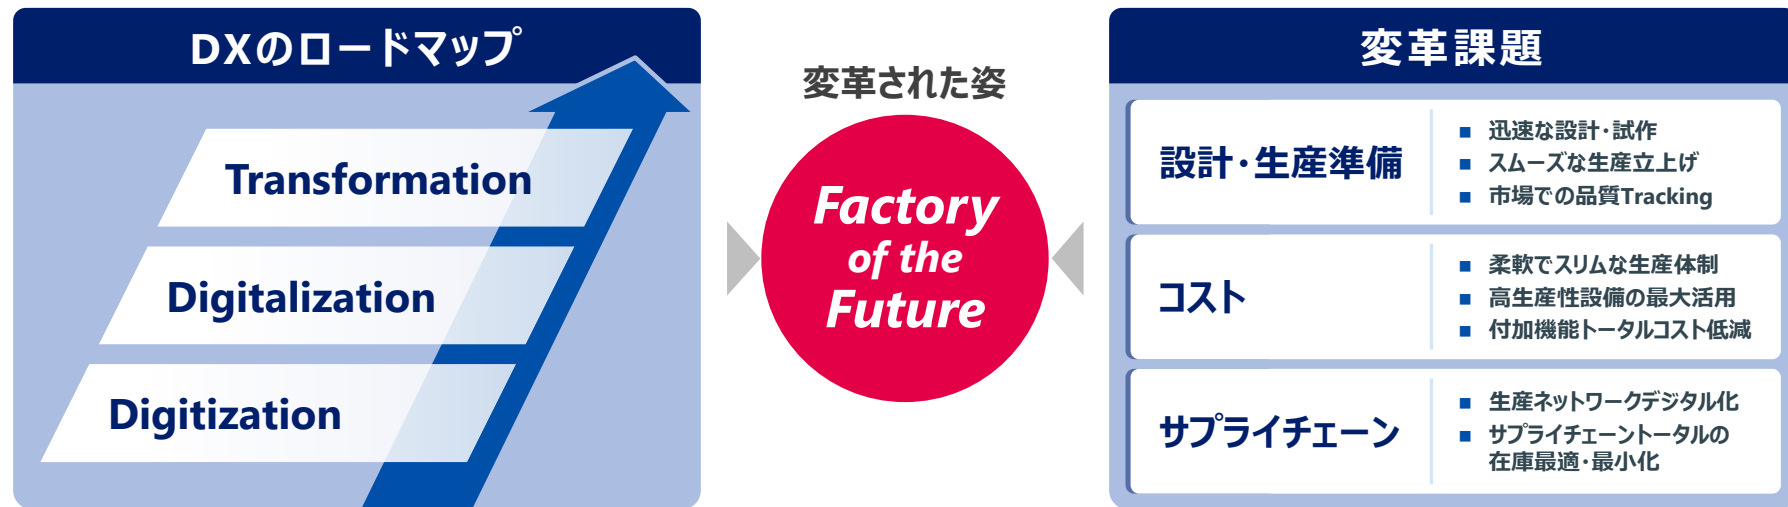 DXのロードマップ
Transformation
Digitalization
Digitization
変革された姿
Factory
of the
Future
変革課題
設計・生産準備
■ 迅速な設計・試作
■ スムーズな生産立上げ
■ 市場での品質Tracking
コスト
■ 柔軟でスリムな生産体制
■ 高生産性設備の最大活用
■ 付加機能トータルコスト低減
サプライチェーン
■ 生産ネットワークデジタル化
■ サプライチェーントータルの
在庫最適・最小化